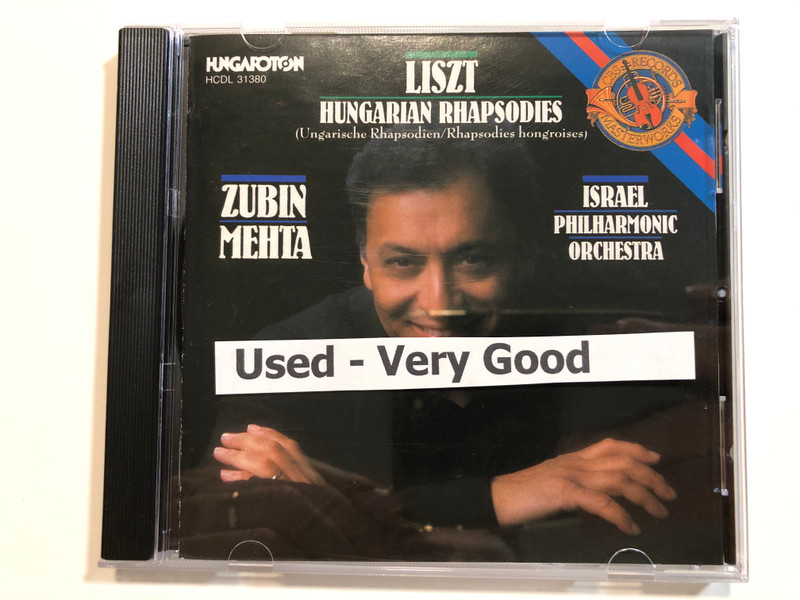 HUNGAROTON
HCDL 31380
LISZT
HUNGARIAN RHAPSODIES
(Ungarische Rhapsodien/Rhapsodies hongroises)
CBS RECORDS
MASTERWORKS
ZUBIN
MEHTA
ISRAEL
PHILHARMONIC
ORCHESTRA
Used - Very Good